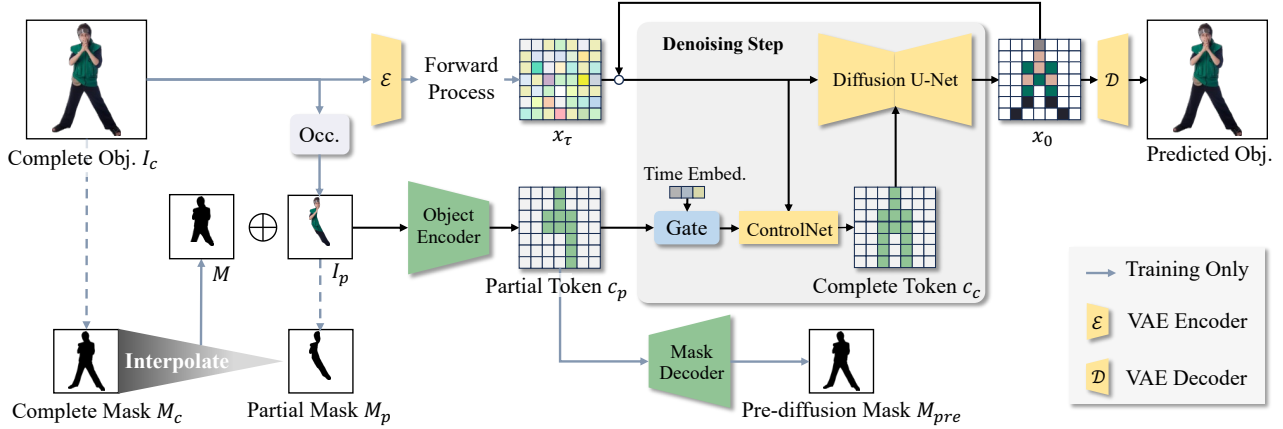 Complete Obj. I_c
Occ.
ℰ
Forward
Process
x_τ
Denoising Step
Diffusion U-Net
x_0
𝒟
Predicted Obj.
M
I_p
Object
Encoder
Partial Token c_p
Time Embed.
Gate
ControlNet
Complete Token c_c
Interpolate
Complete Mask M_c
Partial Mask M_p
Mask
Decoder
Pre-diffusion Mask M_pre
Training Only
ℰ VAE Encoder
𝒟 VAE Decoder